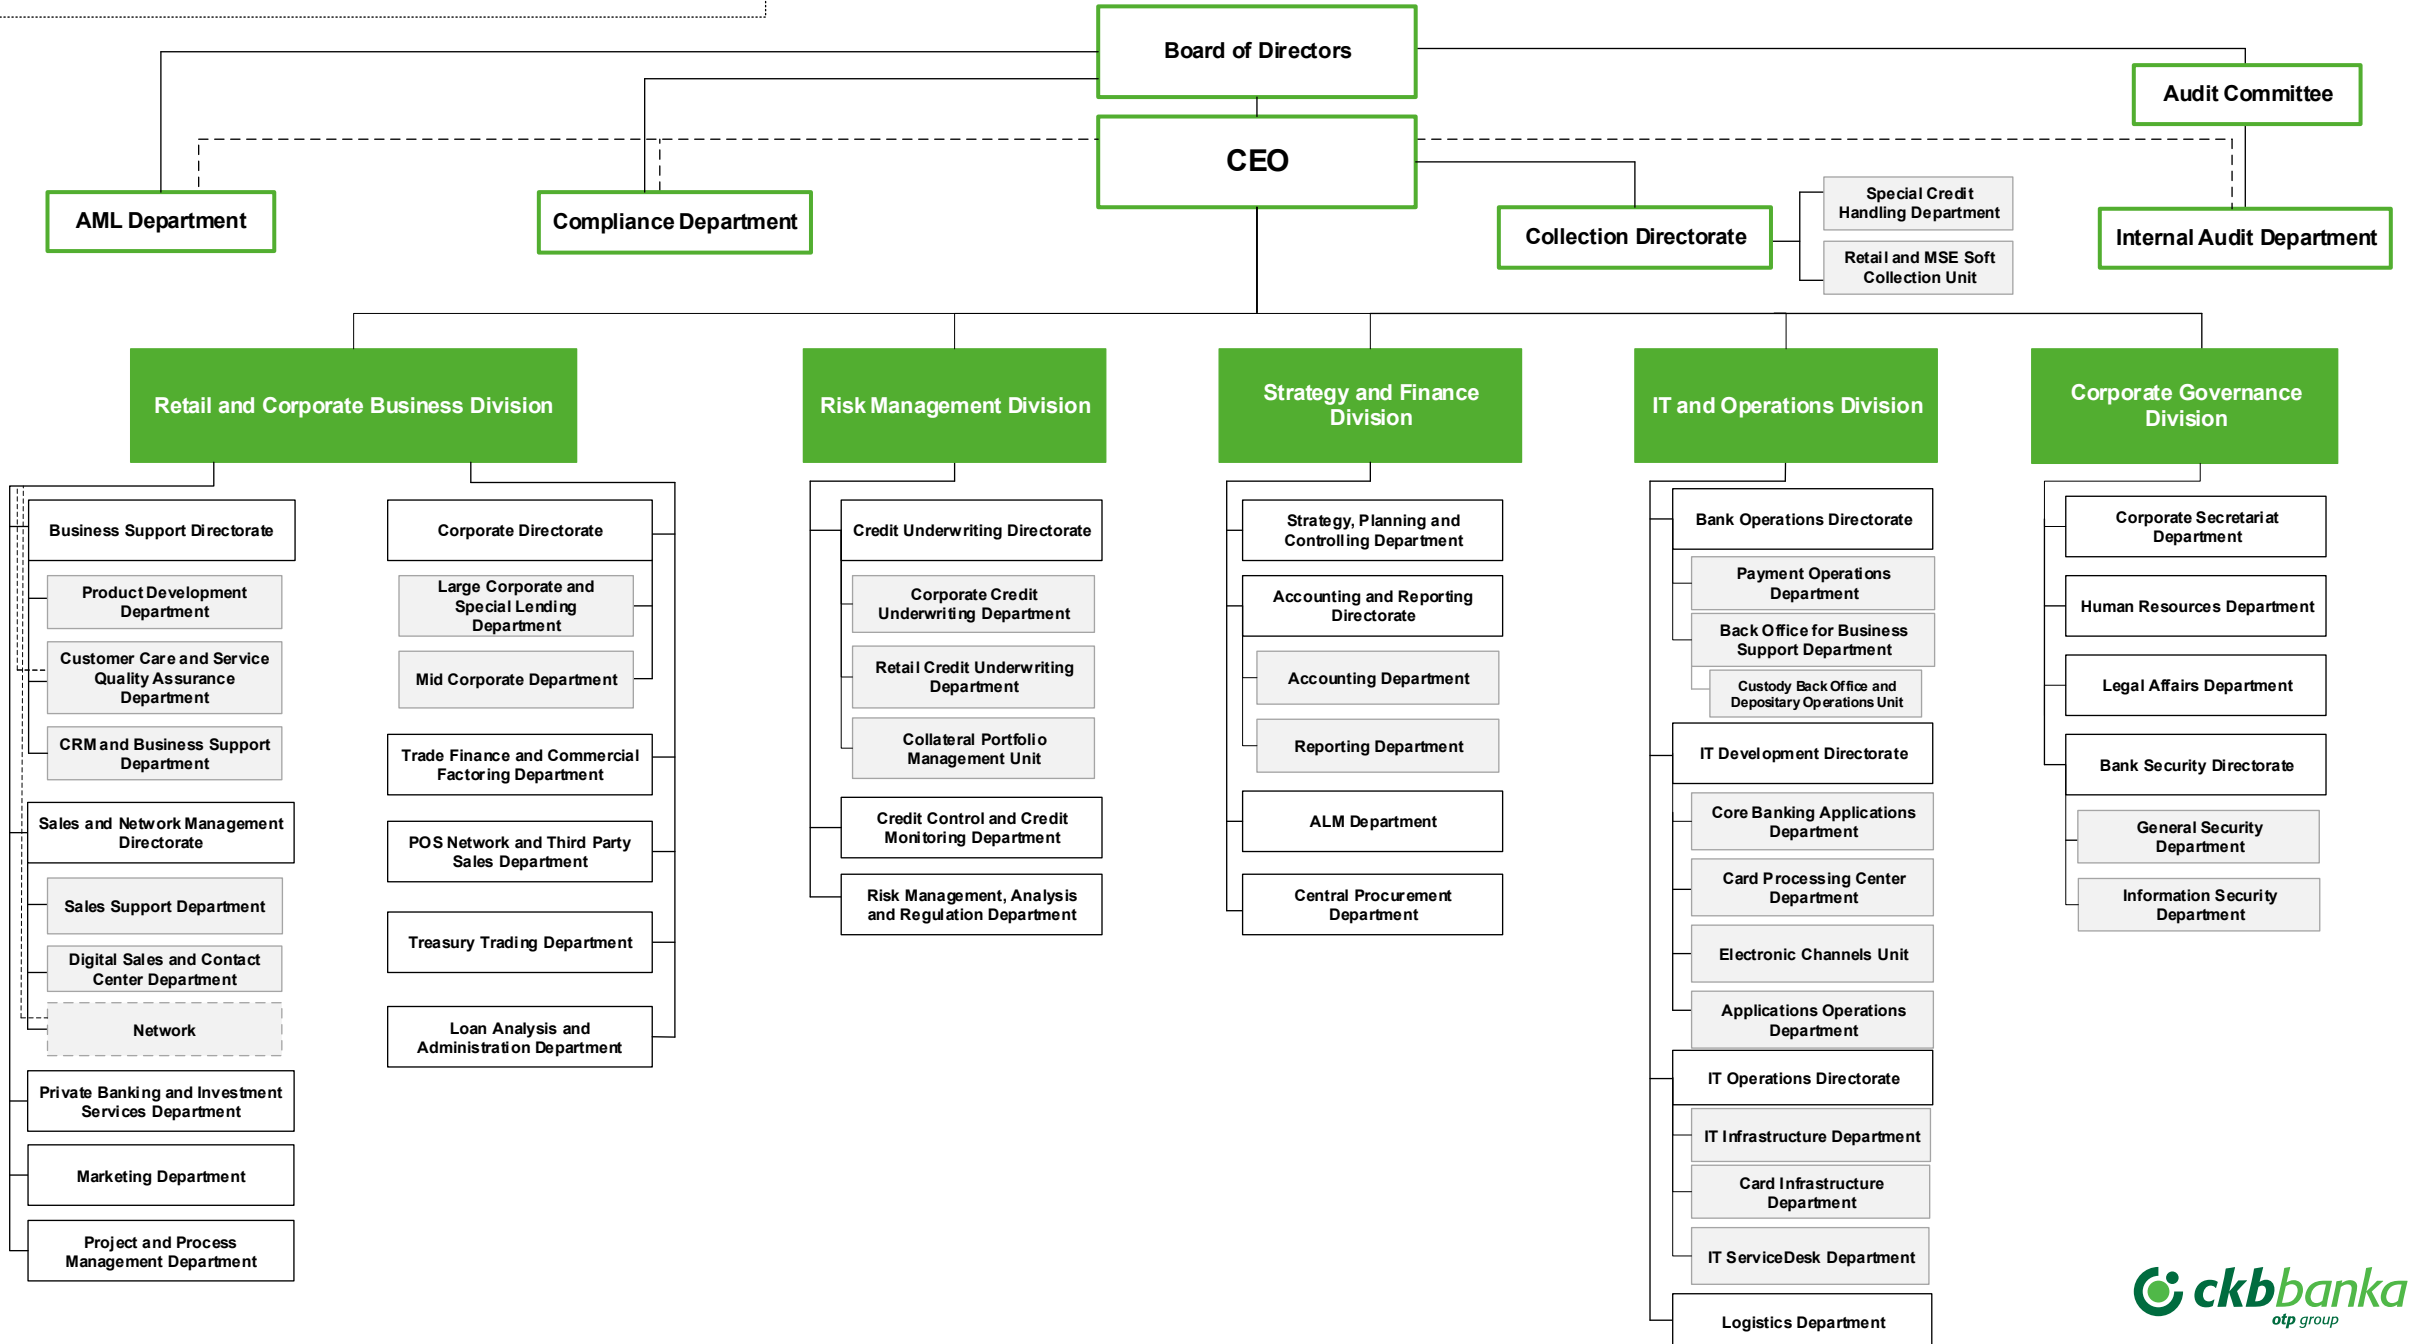 Board of Directors
Audit Committee
CEO
AML Department
Compliance Department
Collection Directorate
Special Credit
Handling Department
Retail and MSE Soft
Collection Unit
Internal Audit Department
Retail and Corporate Business Division
Risk Management Division
Strategy and Finance
Division
IT and Operations Division
Corporate Governance
Division
Business Support Directorate
Product Development
Department
Customer Care and Service
Quality Assurance
Department
CRM and Business Support
Department
Sales and Network Management
Directorate
Sales Support Department
Digital Sales and Contact
Center Department
Network
Private Banking and Investment
Services Department
Marketing Department
Project and Process
Management Department
Corporate Directorate
Large Corporate and
Special Lending
Department
Mid Corporate Department
Trade Finance and Commercial
Factoring Department
POS Network and Third Party
Sales Department
Treasury Trading Department
Loan Analysis and
Administration Department
Credit Underwriting Directorate
Corporate Credit
Underwriting Department
Retail Credit Underwriting
Department
Collateral Portfolio
Management Unit
Credit Control and Credit
Monitoring Department
Risk Management, Analysis
and Regulation Department
Strategy, Planning and
Controlling Department
Accounting and Reporting
Directorate
Accounting Department
Reporting Department
ALM Department
Central Procurement
Department
Bank Operations Directorate
Payment Operations
Department
Back Office for Business
Support Department
Custody Back Office and
Depositary Operations Unit
IT Development Directorate
Core Banking Applications
Department
Card Processing Center
Department
Electronic Channels Unit
Applications Operations
Department
IT Operations Directorate
IT Infrastructure Department
Card Infrastructure
Department
IT ServiceDesk Department
Logistics Department
Corporate Secretariat
Department
Human Resources Department
Legal Affairs Department
Bank Security Directorate
General Security
Department
Information Security
Department
ckbbanka
otp group